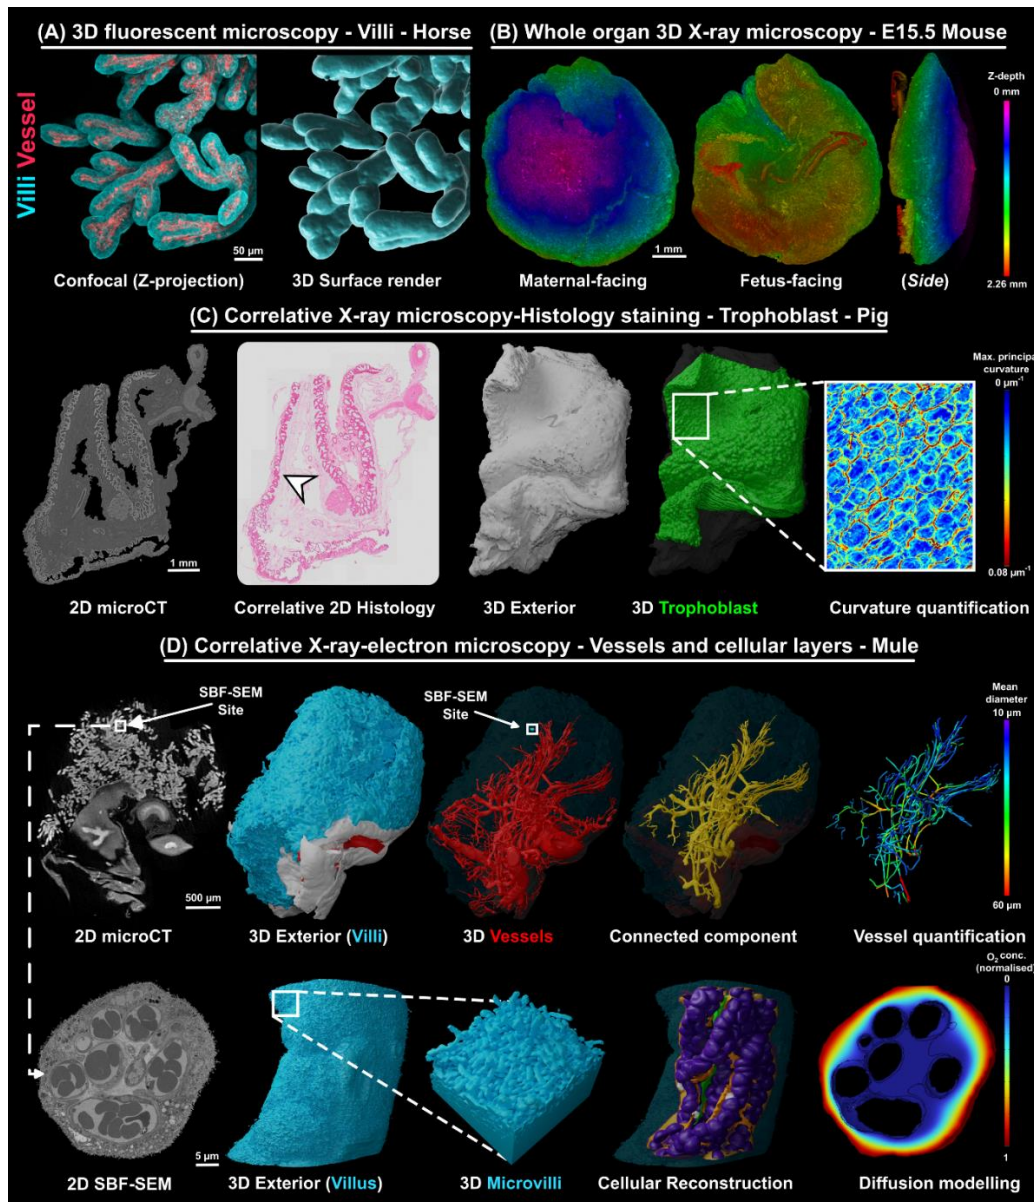 (A) 3D fluorescent microscopy - Villi - Horse
Villi Vessel
50 µm
Confocal (Z-projection)
3D Surface render
(B) Whole organ 3D X-ray microscopy - E15.5 Mouse
Z-depth
0 mm
2.26 mm
1 mm
Maternal-facing
Fetus-facing
(Side)
(C) Correlative X-ray microscopy-Histology staining - Trophoblast - Pig
Max. principal
curvature
0 µm⁻¹
0.08 µm⁻¹
1 mm
2D microCT
Correlative 2D Histology
3D Exterior
3D Trophoblast
Curvature quantification
(D) Correlative X-ray-electron microscopy - Vessels and cellular layers - Mule
SBF-SEM
Site
SBF-SEM
Site
Mean
diameter
10 µm
60 µm
500 µm
2D microCT
3D Exterior (Villi)
3D Vessels
Connected component
Vessel quantification
O₂ conc.
(normalised)
0
1
5 µm
2D SBF-SEM
3D Exterior (Villus)
3D Microvilli
Cellular Reconstruction
Diffusion modelling